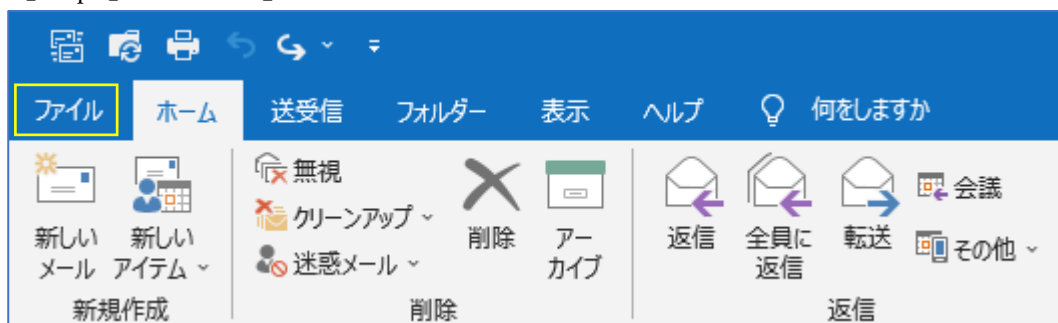 ファイル ホーム 送受信 フォルダー 表示 ヘルプ 何をしますか
新しい
メール
新しい
アイテム
新規作成
無視
クリーンアップ
迷惑メール
削除
アー
カイブ
削除
返信
全員に
返信
転送
会議
その他
返信